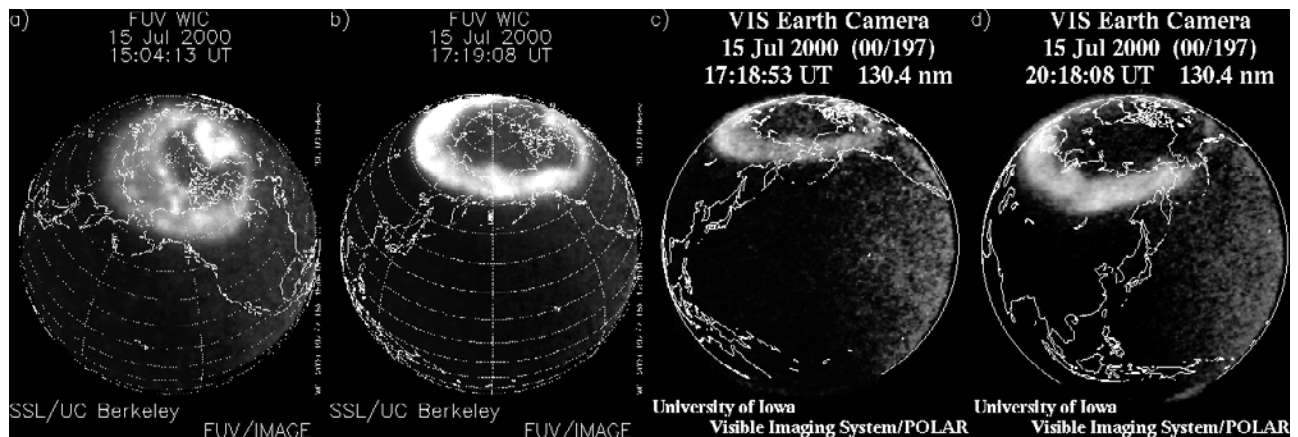 a)
FUV WIC
15 Jul 2000
15:04:13 UT
SSL/UC Berkeley
FUV/IMAGE
b)
FUV WIC
15 Jul 2000
17:19:08 UT
SSL/UC Berkeley
FUV/IMAGE
c)
VIS Earth Camera
15 Jul 2000 (00/197)
17:18:53 UT 130.4 nm
University of Iowa
Visible Imaging System/POLAR
d)
VIS Earth Camera
15 Jul 2000 (00/197)
20:18:08 UT 130.4 nm
University of Iowa
Visible Imaging System/POLAR